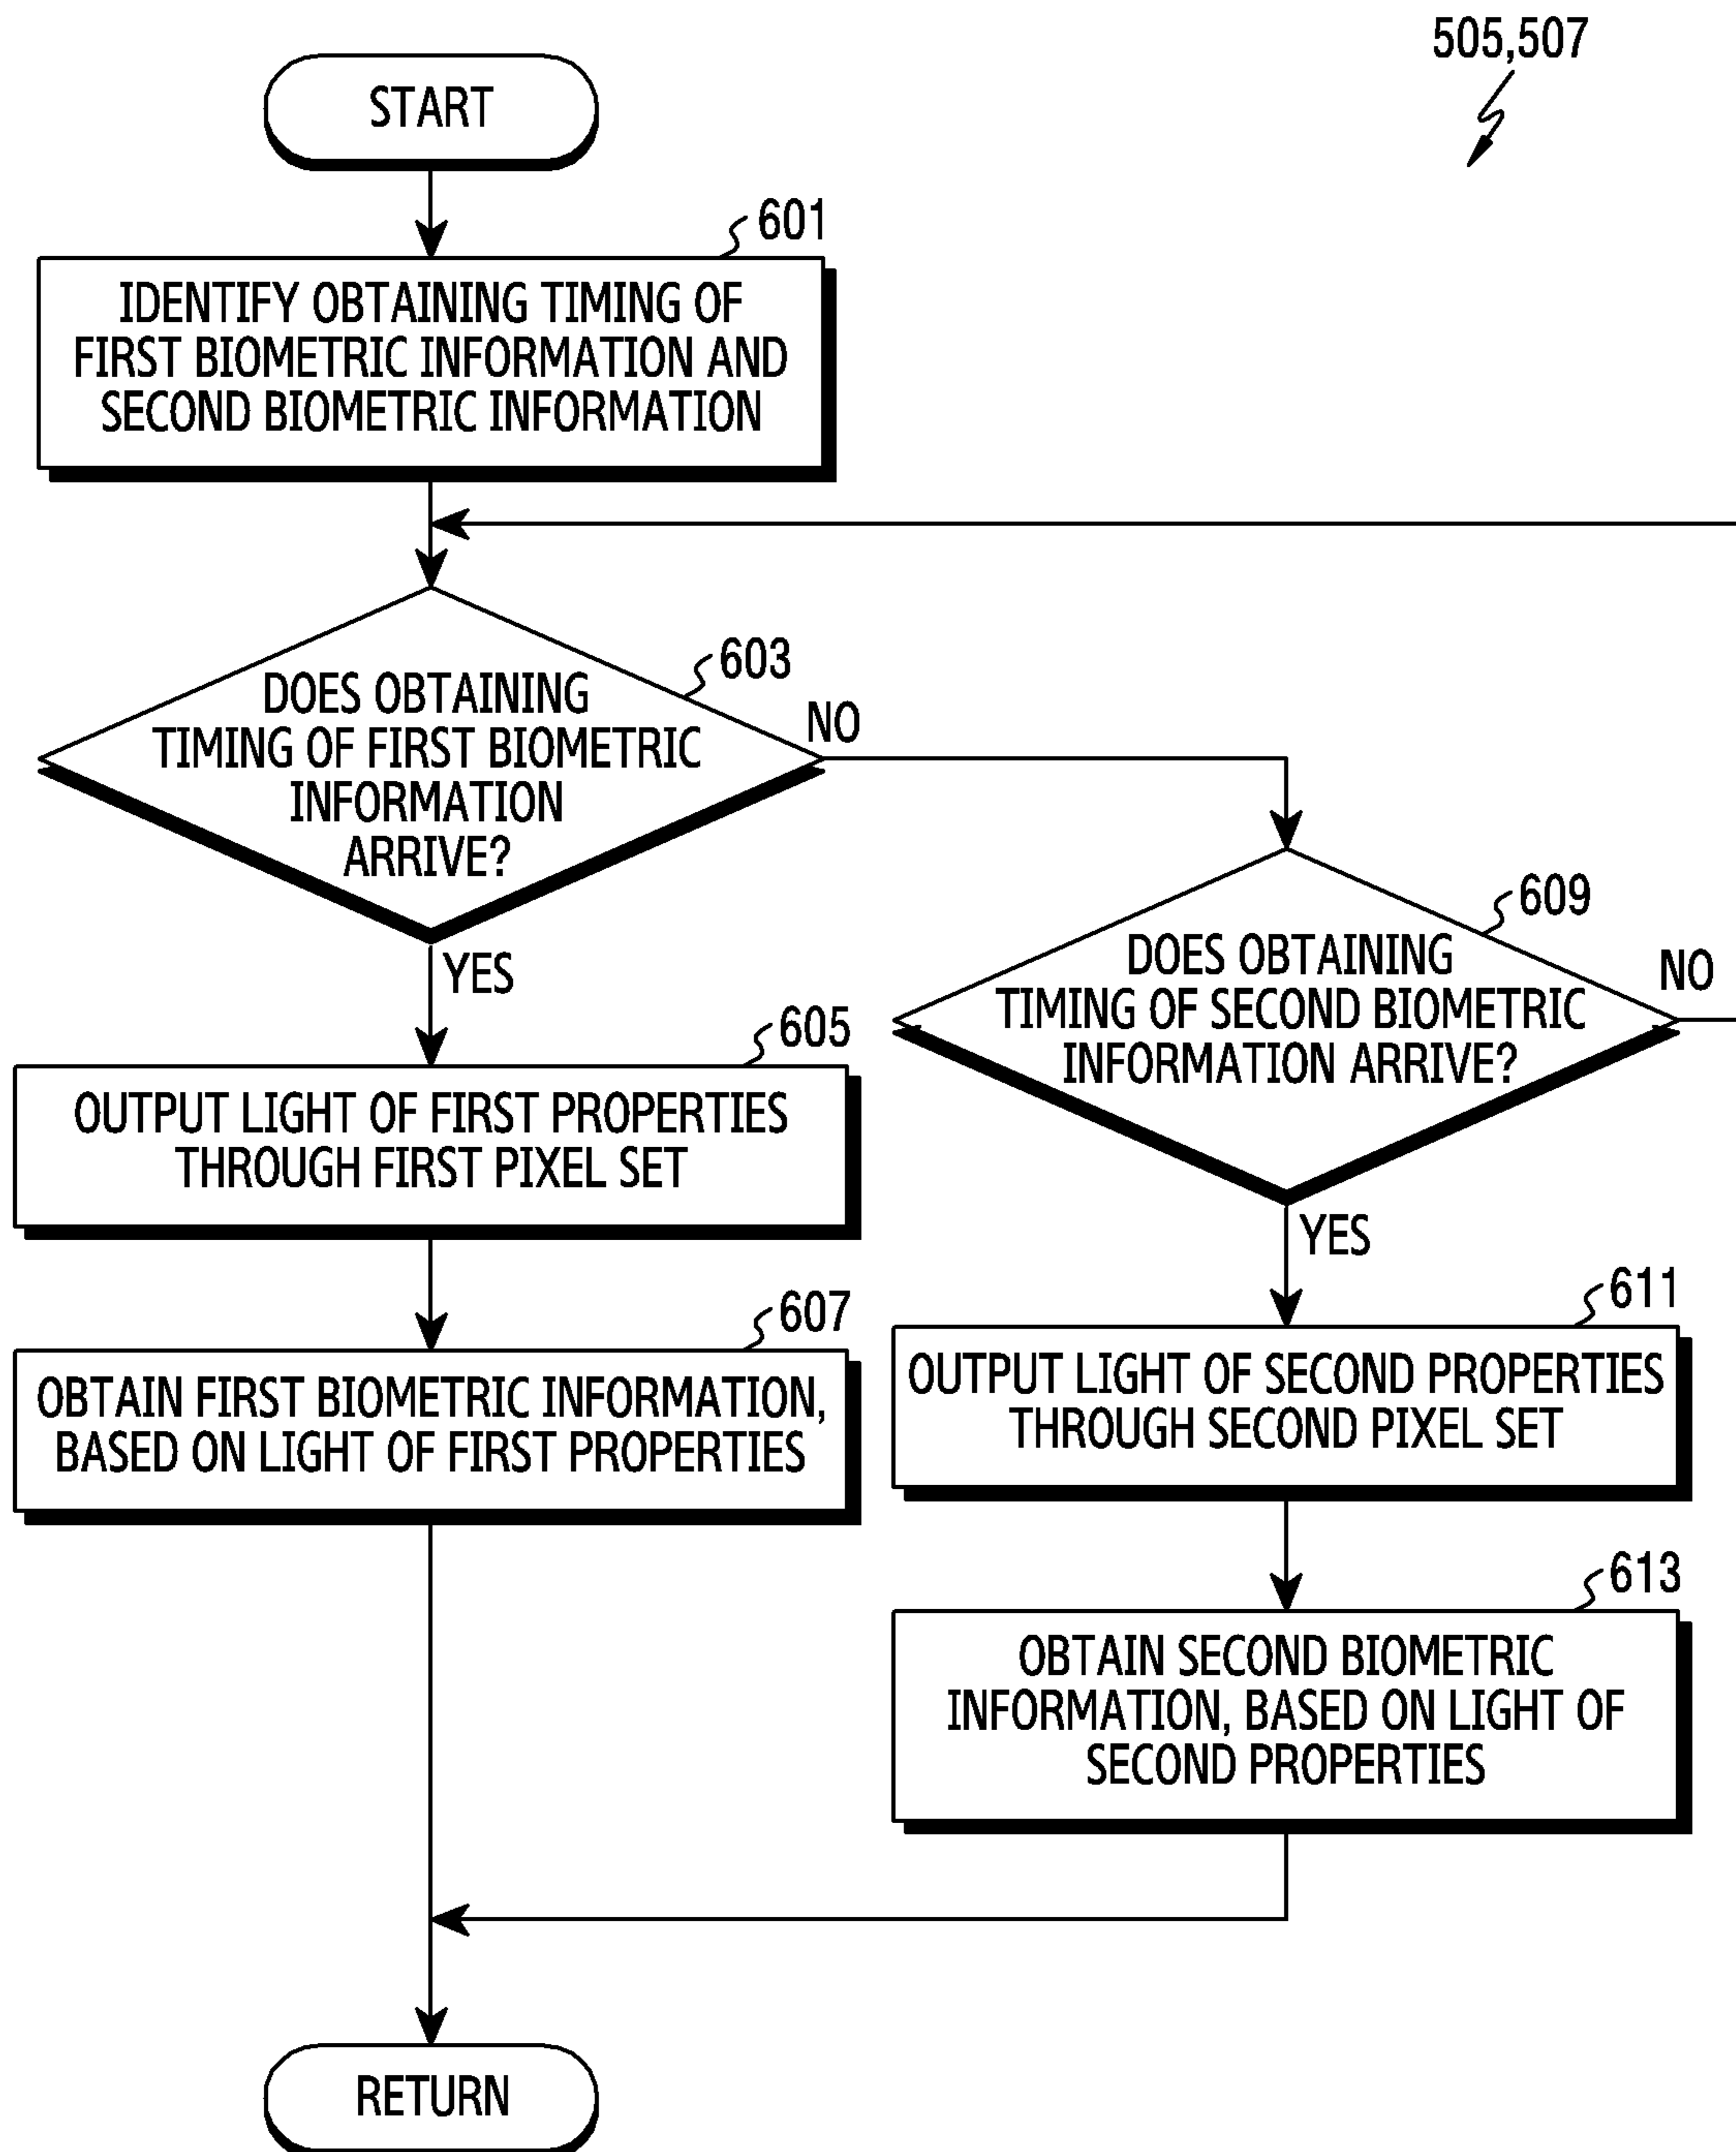 505,507
START
601
IDENTIFY OBTAINING TIMING OF
FIRST BIOMETRIC INFORMATION AND
SECOND BIOMETRIC INFORMATION
603
DOES OBTAINING
TIMING OF FIRST BIOMETRIC
INFORMATION
ARRIVE?
NO
YES
605
OUTPUT LIGHT OF FIRST PROPERTIES
THROUGH FIRST PIXEL SET
607
OBTAIN FIRST BIOMETRIC INFORMATION,
BASED ON LIGHT OF FIRST PROPERTIES
609
DOES OBTAINING
TIMING OF SECOND BIOMETRIC
INFORMATION ARRIVE?
NO
YES
611
OUTPUT LIGHT OF SECOND PROPERTIES
THROUGH SECOND PIXEL SET
613
OBTAIN SECOND BIOMETRIC
INFORMATION, BASED ON LIGHT OF
SECOND PROPERTIES
RETURN